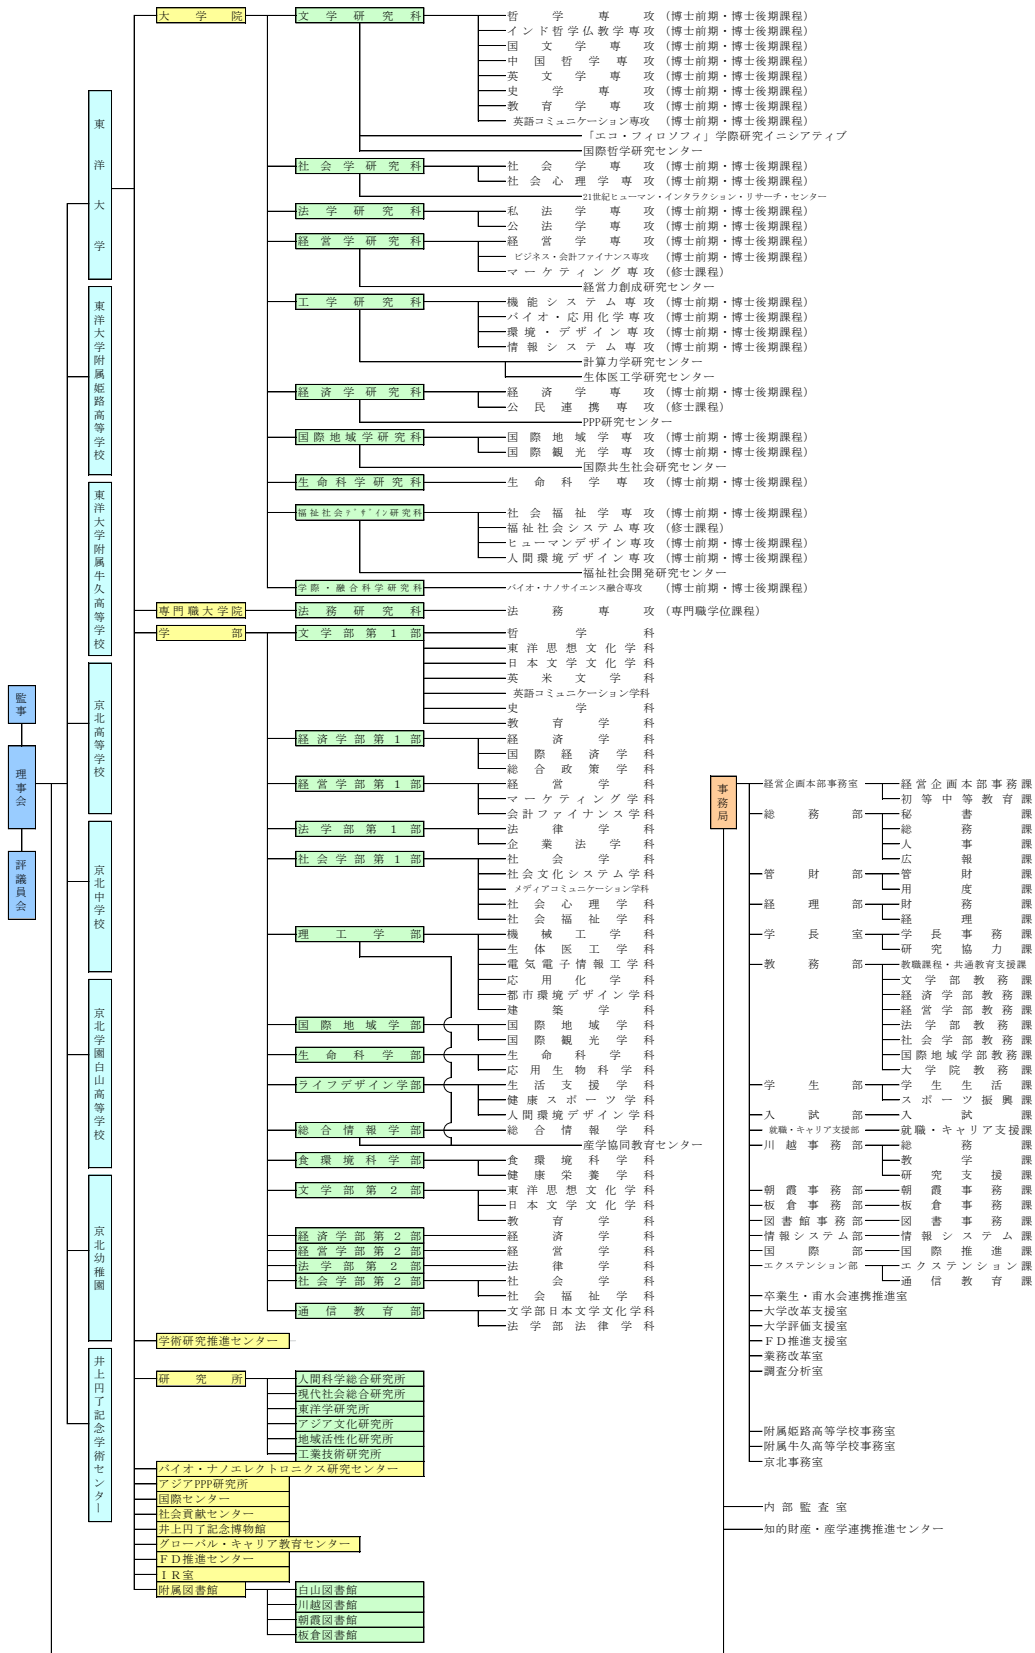 監事
理事会
評議員会
東洋大学
東洋大学附属姫路高等学校
東洋大学附属牛久高等学校
京北高等学校
京北中学校
京北学園白山高等学校
京北幼稚園
井上円了記念学術センター
大学院
文学研究科
哲学専攻(博士前期・博士後期課程)
インド哲学仏教学専攻(博士前期・博士後期課程)
国文学専攻(博士前期・博士後期課程)
中国哲学専攻(博士前期・博士後期課程)
英文学専攻(博士前期・博士後期課程)
史学専攻(博士前期・博士後期課程)
教育学専攻(博士前期・博士後期課程)
英語コミュニケーション専攻(博士前期・博士後期課程)
「エコ・フィロソフィ」学際研究イニシアティブ
国際哲学研究センター
社会学研究科
社会学専攻(博士前期・博士後期課程)
社会心理学専攻(博士前期・博士後期課程)
21世紀ヒューマン・インタラクション・リサーチ・センター
法学研究科
私法学専攻(博士前期・博士後期課程)
公法学専攻(博士前期・博士後期課程)
経営学研究科
経営学専攻(博士前期・博士後期課程)
ビジネス・会計ファイナンス専攻(博士前期・博士後期課程)
マーケティング専攻(修士課程)
経営力創成研究センター
工学研究科
機能システム専攻(博士前期・博士後期課程)
バイオ・応用化学専攻(博士前期・博士後期課程)
環境・デザイン専攻(博士前期・博士後期課程)
情報システム専攻(博士前期・博士後期課程)
計算力学研究センター
生体医工学研究センター
経済学研究科
経済学専攻(博士前期・博士後期課程)
公民連携専攻(修士課程)
PPP研究センター
国際地域学研究科
国際地域学専攻(博士前期・博士後期課程)
国際観光学専攻(博士前期・博士後期課程)
国際共生社会研究センター
生命科学研究科
生命科学専攻(博士前期・博士後期課程)
福祉社会ﾃﾞｻﾞｲﾝ研究科
社会福祉学専攻(博士前期・博士後期課程)
福祉社会システム専攻(修士課程)
ヒューマンデザイン専攻(博士前期・博士後期課程)
人間環境デザイン専攻(博士前期・博士後期課程)
福祉社会開発研究センター
学際・融合科学研究科
バイオ・ナノサイエンス融合専攻(博士前期・博士後期課程)
専門職大学院
法務研究科
法務専攻(専門職学位課程)
学部
文学部第1部
哲学科
東洋思想文化学科
日本文学文化学科
英米文学科
英語コミュニケーション学科
史学科
教育学科
経済学部第1部
経済学科
国際経済学科
総合政策学科
経営学部第1部
経営学科
マーケティング学科
会計ファイナンス学科
法学部第1部
法律学科
企業法学科
社会学部第1部
社会学科
社会文化システム学科
メディアコミュニケーション学科
社会心理学科
社会福祉学科
理工学部
機械工学科
生体医工学科
電気電子情報工学科
応用化学科
都市環境デザイン学科
建築学科
国際地域学部
国際地域学科
国際観光学科
生命科学部
生命科学科
応用生物科学科
ライフデザイン学部
生活支援学科
健康スポーツ学科
人間環境デザイン学科
総合情報学部
総合情報学科
産学協同教育センター
食環境科学部
食環境科学科
健康栄養学科
文学部第2部
東洋思想文化学科
日本文学文化学科
教育学科
経済学部第2部
経済学科
経営学部第2部
経営学科
法学部第2部
法律学科
社会学部第2部
社会学科
社会福祉学科
通信教育部
文学部日本文学文化学科
法学部法律学科
学術研究推進センター
研究所
人間科学総合研究所
現代社会総合研究所
東洋学研究所
アジア文化研究所
地域活性化研究所
工業技術研究所
バイオ・ナノエレクトロニクス研究センター
アジアPPP研究所
国際センター
社会貢献センター
井上円了記念博物館
グローバル・キャリア教育センター
ＦＤ推進センター
ＩＲ室
附属図書館
白山図書館
川越図書館
朝霞図書館
板倉図書館
事務局
経営企画本部事務室
経営企画本部事務課
初等中等教育課
総務部
秘書課
総務課
人事課
広報課
管財部
管財課
用度課
経理部
財務課
経理課
学長室
学長事務課
研究協力課
教務部
教職課程・共通教育支援課
文学部教務課
経済学部教務課
経営学部教務課
法学部教務課
社会学部教務課
国際地域学部教務課
大学院教務課
学生部
学生生活課
スポーツ振興課
入試部
入試課
就職・キャリア支援部
就職・キャリア支援課
川越事務部
総務課
教学課
研究支援課
朝霞事務部
朝霞事務課
板倉事務部
板倉事務課
図書館事務部
図書事務課
情報システム部
情報システム課
国際部
国際推進課
エクステンション部
エクステンション課
通信教育課
卒業生・甫水会連携推進室
大学改革支援室
大学評価支援室
ＦＤ推進支援室
業務改革室
調査分析室
附属姫路高等学校事務室
附属牛久高等学校事務室
京北事務室
内部監査室
知的財産・産学連携推進センター